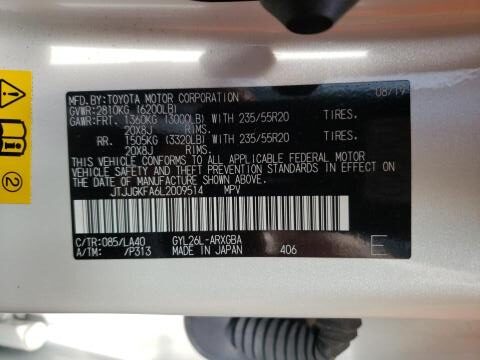 MFD.BY:TOYOTA MOTOR CORPORATION 08/19
GVWR:2810KG (6200LB)
GAWR:FRT. 1360KG (3000LB) WITH 235/55R20 TIRES.
20X8J RIMS.
RR. 1505KG (3320LB) WITH 235/55R20 TIRES.
20X8J RIMS.
THIS VEHICLE CONFORMS TO ALL APPLICABLE FEDERAL MOTOR
VEHICLE SAFETY AND THEFT PREVENTION STANDARDS IN EFFECT
ON THE DATE OF MANUFACTURE SHOWN ABOVE.
JTJJGKFA6L2009514 MPV
C/TR:085/LA40 GYL26L-ARXGBA
A/TM: /P313 MADE IN JAPAN 406 E
2